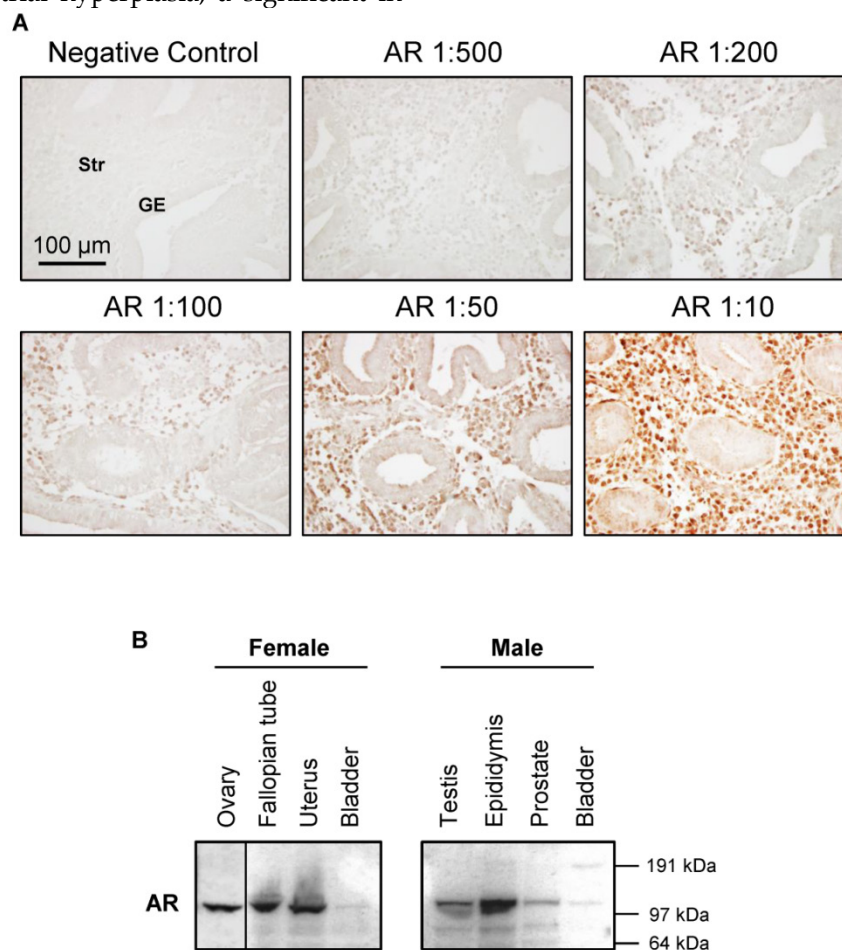 A
Negative Control
AR 1:500
AR 1:200
Str
GE
100 µm
AR 1:100
AR 1:50
AR 1:10
B
Female
Male
Ovary
Fallopian tube
Uterus
Bladder
Testis
Epididymis
Prostate
Bladder
AR
191 kDa
97 kDa
64 kDa